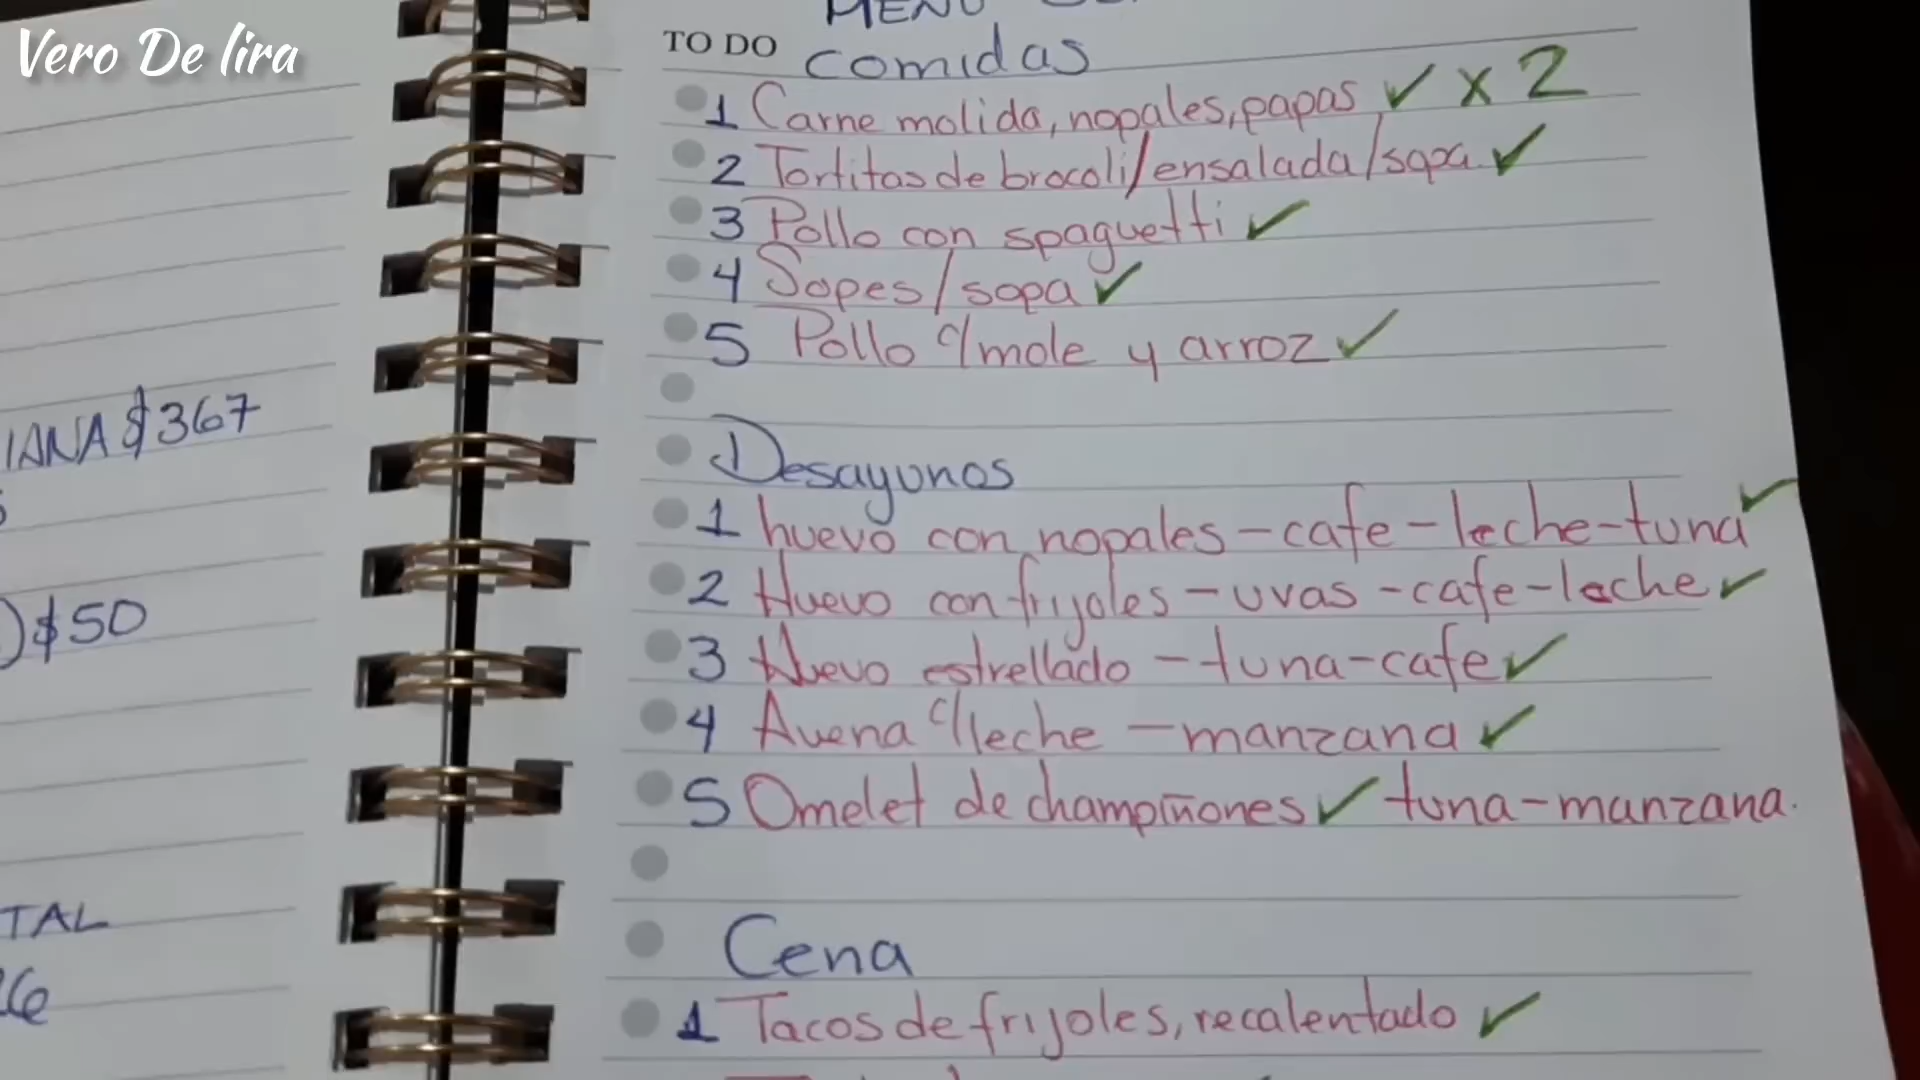 Vero De lira
IANA $367
$50
TAL
26
MENU
TO DO
comidas
1 Carne molida, nopales, papas ✓ x 2
2 Tortitas de brocoli/ensalada/sopa ✓
3 Pollo con spaguetti ✓
4 Sopes/sopa ✓
5 Pollo c/mole y arroz ✓
Desayunos
1 huevo con nopales - cafe - leche - tuna ✓
2 Huevo con frijoles - uvas - cafe - leche ✓
3 Huevo estrellado - tuna - cafe ✓
4 Avena c/leche - manzana ✓
5 Omelet de champiñones ✓ tuna - manzana.
Cena
1 Tacos de frijoles, recalentado ✓